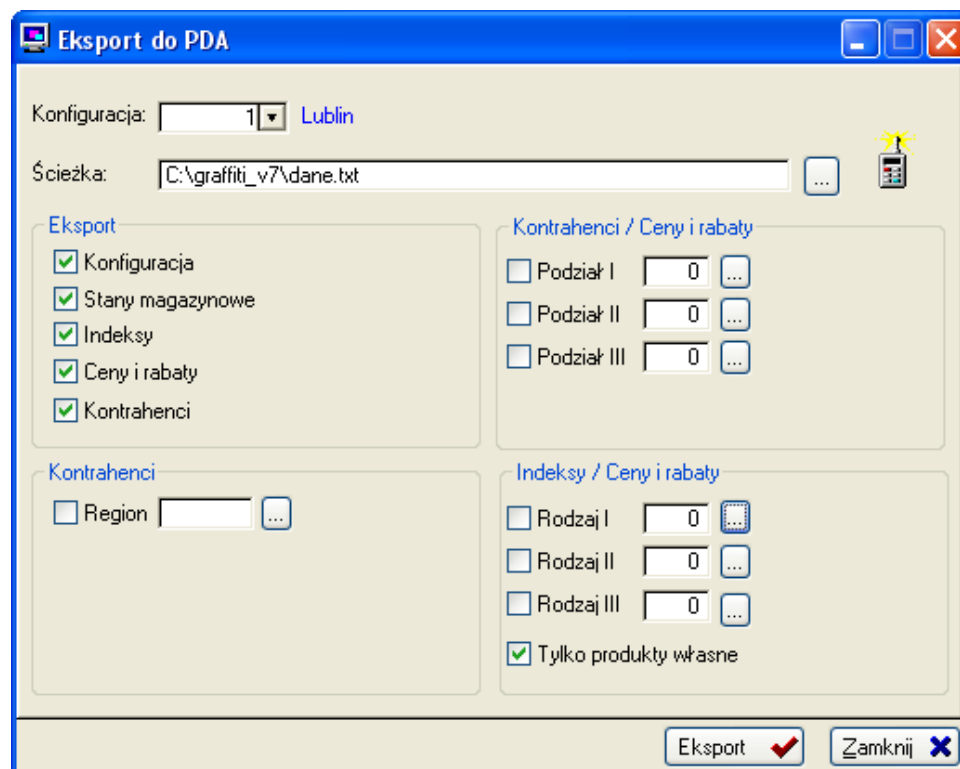 Eksport do PDA
Konfiguracja: 1 Lublin
Ścieżka: C:\graffiti_v7\dane.txt ...
Eksport
Konfiguracja
Stany magazynowe
Indeksy
Ceny i rabaty
Kontrahenci
Kontrahenci / Ceny i rabaty
Podział I 0 ...
Podział II 0 ...
Podział III 0 ...
Kontrahenci
Region ...
Indeksy / Ceny i rabaty
Rodzaj I 0 ...
Rodzaj II 0 ...
Rodzaj III 0 ...
Tylko produkty własne
Eksport Zamknij